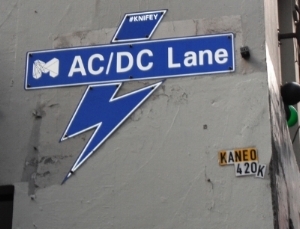 #KNIFEY
M AC/DC Lane
KANEO
420K